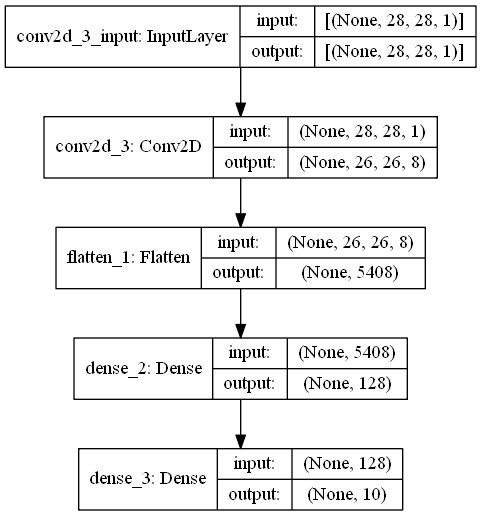 conv2d_3_input: InputLayer
input: [(None, 28, 28, 1)]
output: [(None, 28, 28, 1)]
conv2d_3: Conv2D
input: (None, 28, 28, 1)
output: (None, 26, 26, 8)
flatten_1: Flatten
input: (None, 26, 26, 8)
output: (None, 5408)
dense_2: Dense
input: (None, 5408)
output: (None, 128)
dense_3: Dense
input: (None, 128)
output: (None, 10)